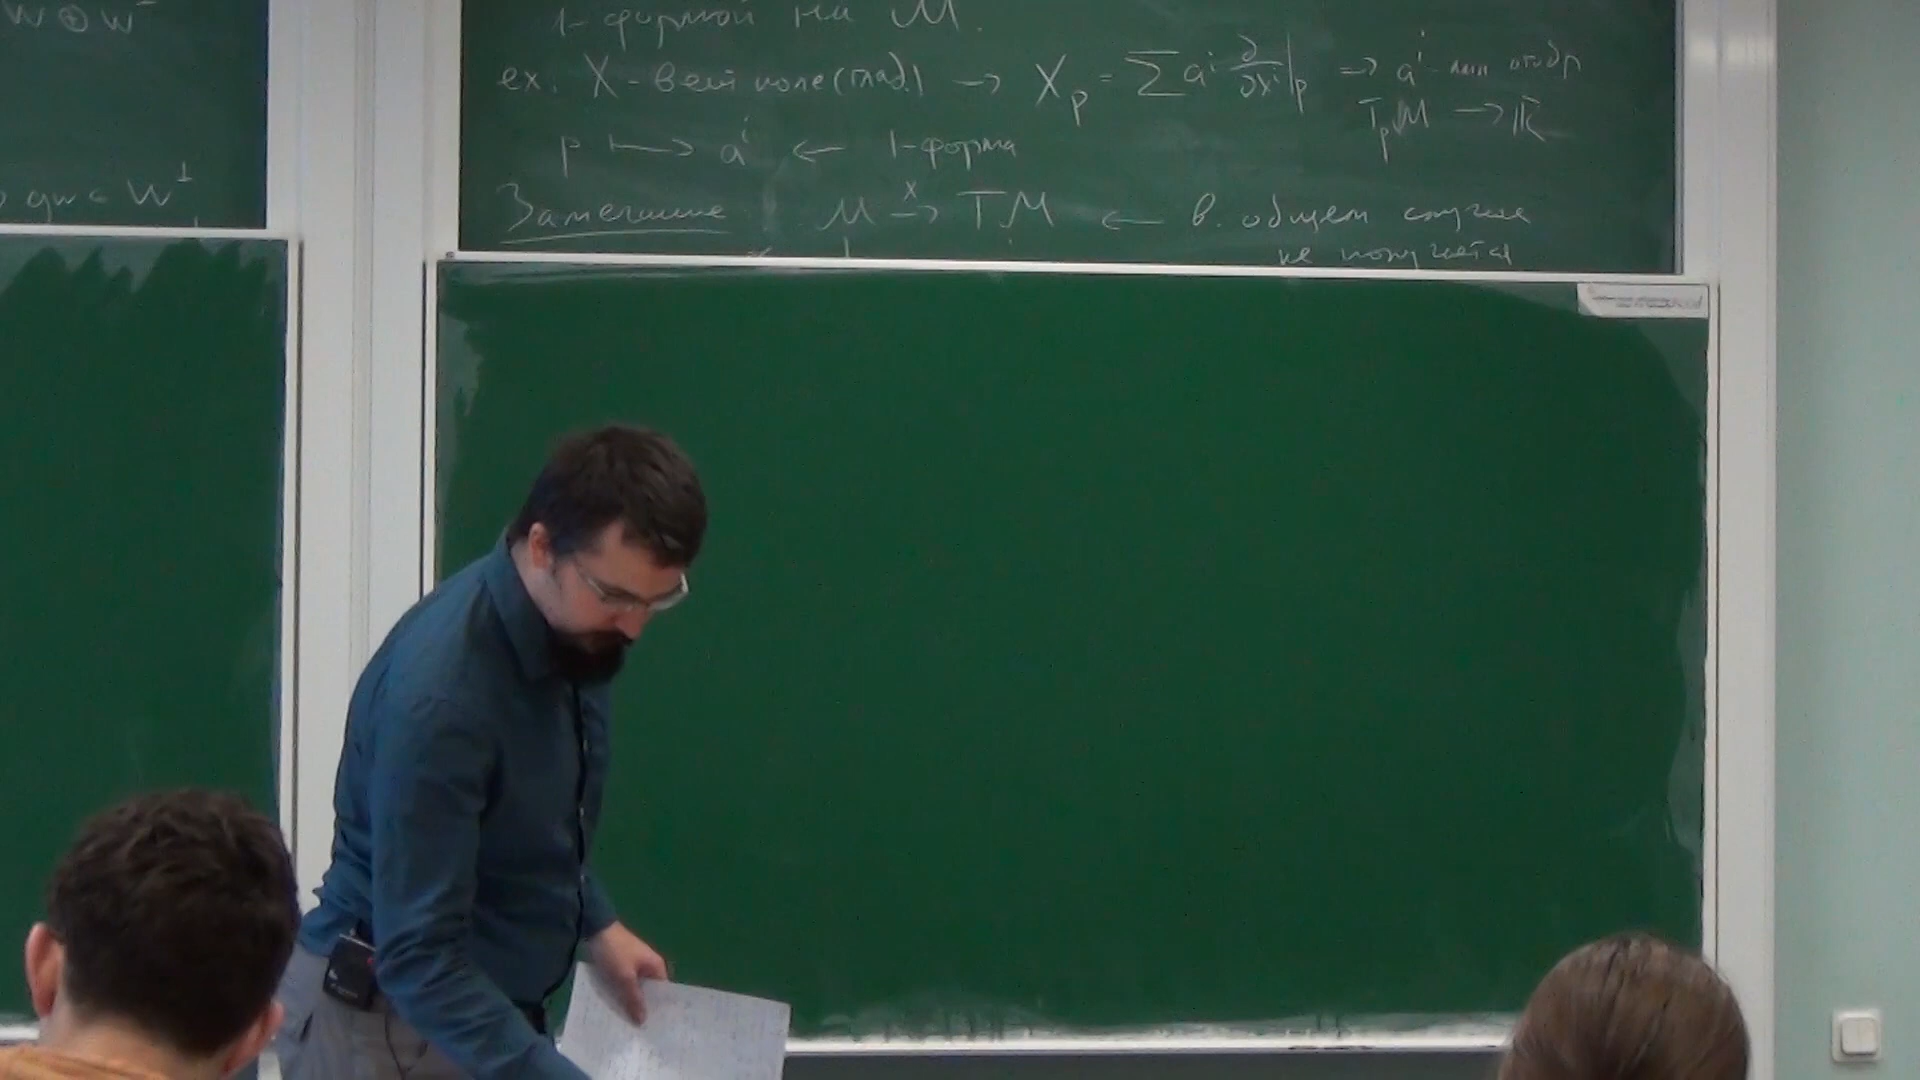 W ⊕ W^⊥
W^⊥
1-формой на M.
ex. X - вект поле (глад.) → X_p = ∑ a^i ∂/∂x^i|_p ⇒ a^i - лин отобр
T_pM → ℝ
p ↦ a^i ← 1-форма
Замечание M →^X TM ← в общем случае
не получается